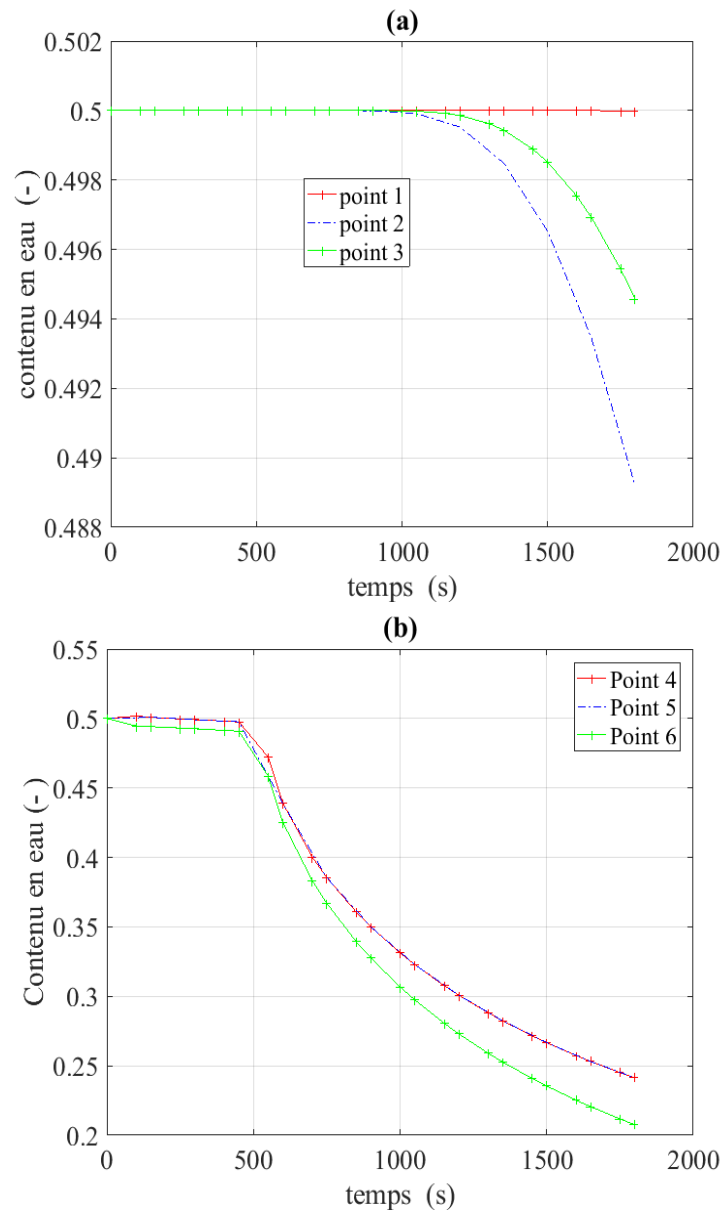 (a)
0.502
0.5
0.498
0.496
0.494
0.492
0.49
0.488
contenu en eau (-)
point 1
point 2
point 3
0 500 1000 1500 2000
temps (s)
(b)
0.55
0.5
0.45
0.4
0.35
0.3
0.25
0.2
Contenu en eau (-)
Point 4
Point 5
Point 6
0 500 1000 1500 2000
temps (s)